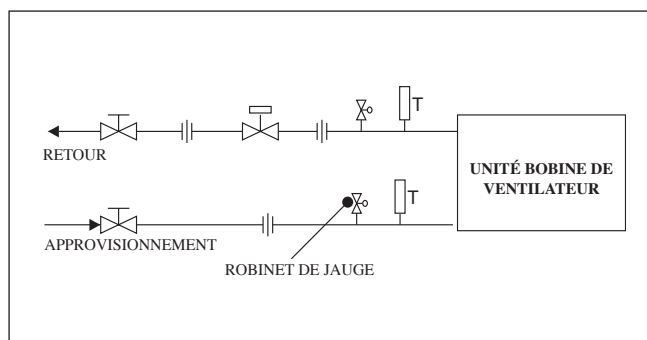 T
RETOUR
UNITÉ BOBINE DE
VENTILATEUR
T
APPROVISIONNEMENT
ROBINET DE JAUGE